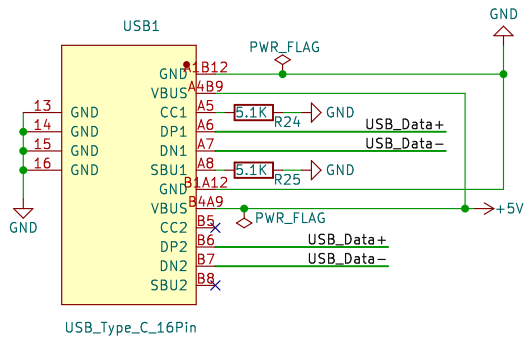 USB1
GND
PWR_FLAG
GND A1B12
VBUS A4B9
13 GND
CC1 A5 5.1K R24 GND
14 GND
DP1 A6 USB_Data+
15 GND
DN1 A7 USB_Data-
16 GND
SBU1 A8 5.1K R25 GND
GND B1A12
VBUS B4A9 +5V
PWR_FLAG
GND
CC2 B5
DP2 B6 USB_Data+
DN2 B7 USB_Data-
SBU2 B8
USB_Type_C_16Pin